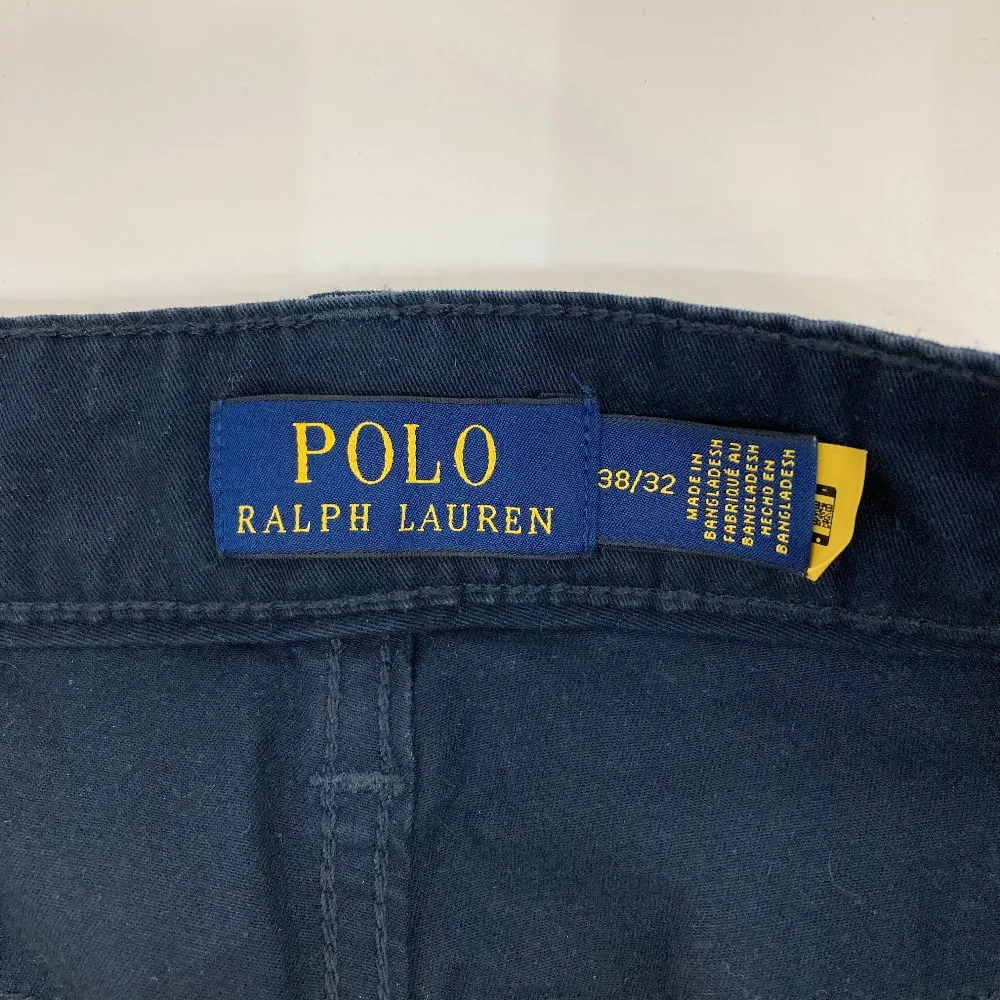 POLO
RALPH LAUREN
38/32
MADE IN
BANGLADESH
FABRIQUÉ AU
BANGLADESH
HECHO EN
BANGLADESH